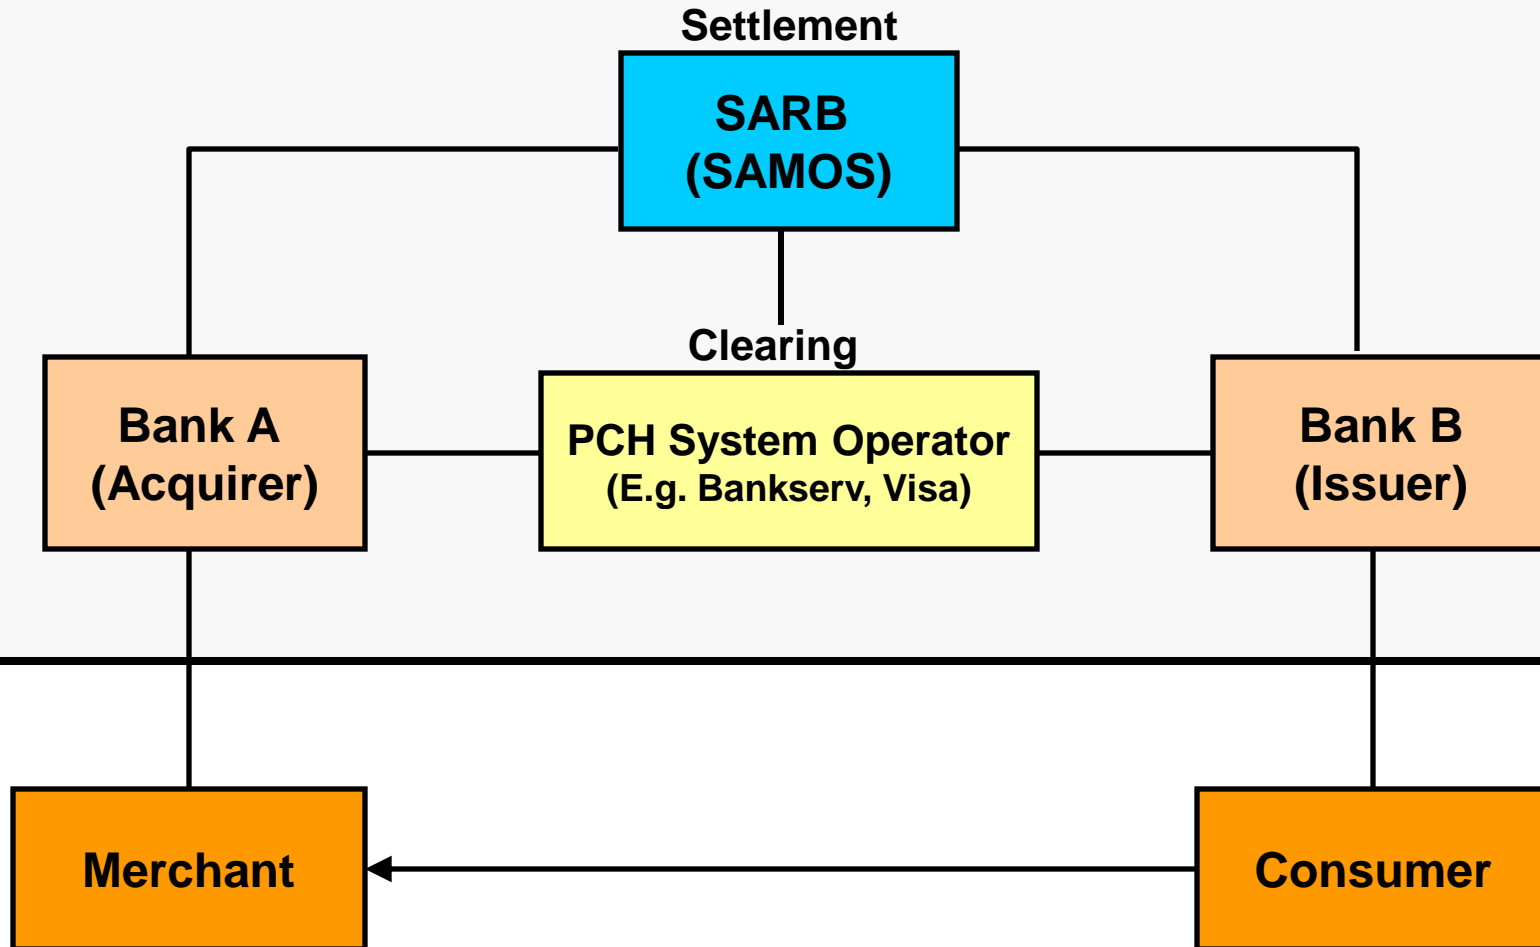 Settlement
SARB
(SAMOS)
Clearing
Bank A
(Acquirer)
PCH System Operator
(E.g. Bankserv, Visa)
Bank B
(Issuer)
Merchant
Consumer